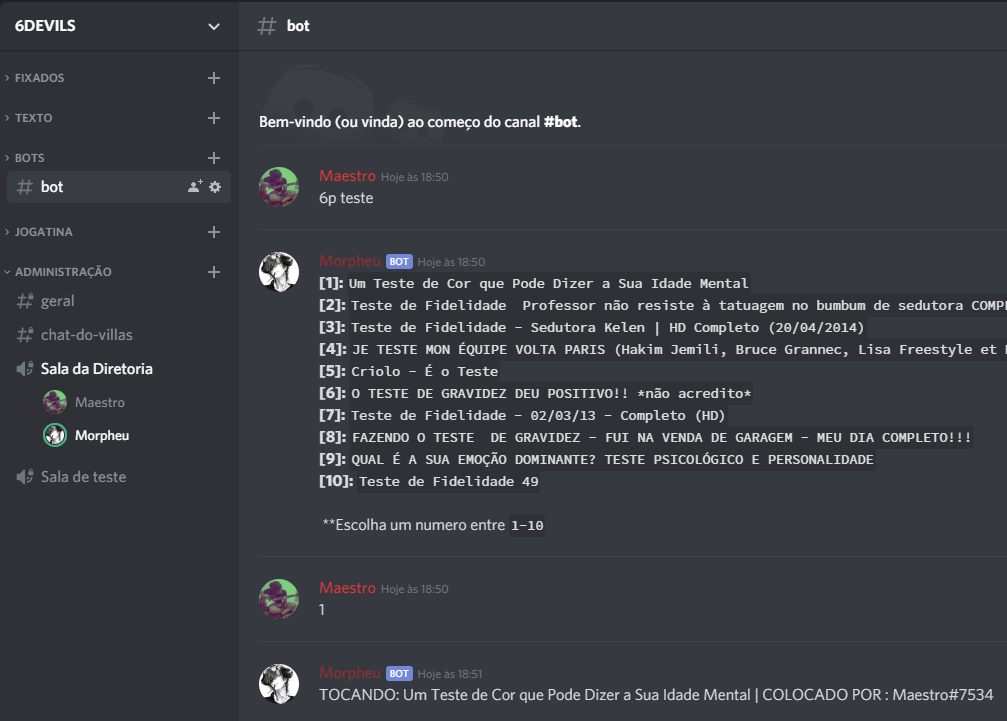 6DEVILS
# bot
FIXADOS
TEXTO
BOTS
# bot
JOGATINA
ADMINISTRAÇÃO
geral
chat-do-villas
Sala da Diretoria
Maestro
Morpheu
Sala de teste
Bem-vindo (ou vinda) ao começo do canal #bot.
Maestro Hoje às 18:50
6p teste
Morpheu BOT Hoje às 18:50
[1]: Um Teste de Cor que Pode Dizer a Sua Idade Mental
[2]: Teste de Fidelidade  Professor não resiste à tatuagem no bumbum de sedutora COMPL
[3]: Teste de Fidelidade - Sedutora Kelen | HD Completo (20/04/2014)
[4]: JE TESTE MON ÉQUIPE VOLTA PARIS (Hakim Jemili, Bruce Grannec, Lisa Freestyle et
[5]: Criolo - É o Teste
[6]: O TESTE DE GRAVIDEZ DEU POSITIVO!! *não acredito*
[7]: Teste de Fidelidade - 02/03/13 - Completo (HD)
[8]: FAZENDO O TESTE  DE GRAVIDEZ - FUI NA VENDA DE GARAGEM - MEU DIA COMPLETO!!!
[9]: QUAL É A SUA EMOÇÃO DOMINANTE? TESTE PSICOLÓGICO E PERSONALIDADE
[10]: Teste de Fidelidade 49
**Escolha um numero entre 1-10
Maestro Hoje às 18:50
1
Morpheu BOT Hoje às 18:51
TOCANDO: Um Teste de Cor que Pode Dizer a Sua Idade Mental | COLOCADO POR : Maestro#7534